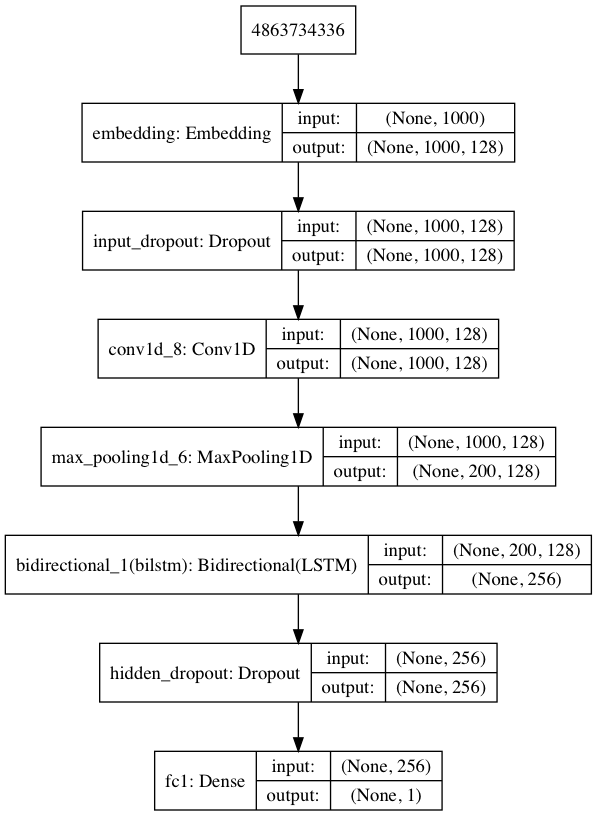 4863734336
embedding: Embedding
input:
(None, 1000)
output:
(None, 1000, 128)
input_dropout: Dropout
input:
(None, 1000, 128)
output:
(None, 1000, 128)
conv1d_8: Conv1D
input:
(None, 1000, 128)
output:
(None, 1000, 128)
max_pooling1d_6: MaxPooling1D
input:
(None, 1000, 128)
output:
(None, 200, 128)
bidirectional_1(bilstm): Bidirectional(LSTM)
input:
(None, 200, 128)
output:
(None, 256)
hidden_dropout: Dropout
input:
(None, 256)
output:
(None, 256)
fc1: Dense
input:
(None, 256)
output:
(None, 1)